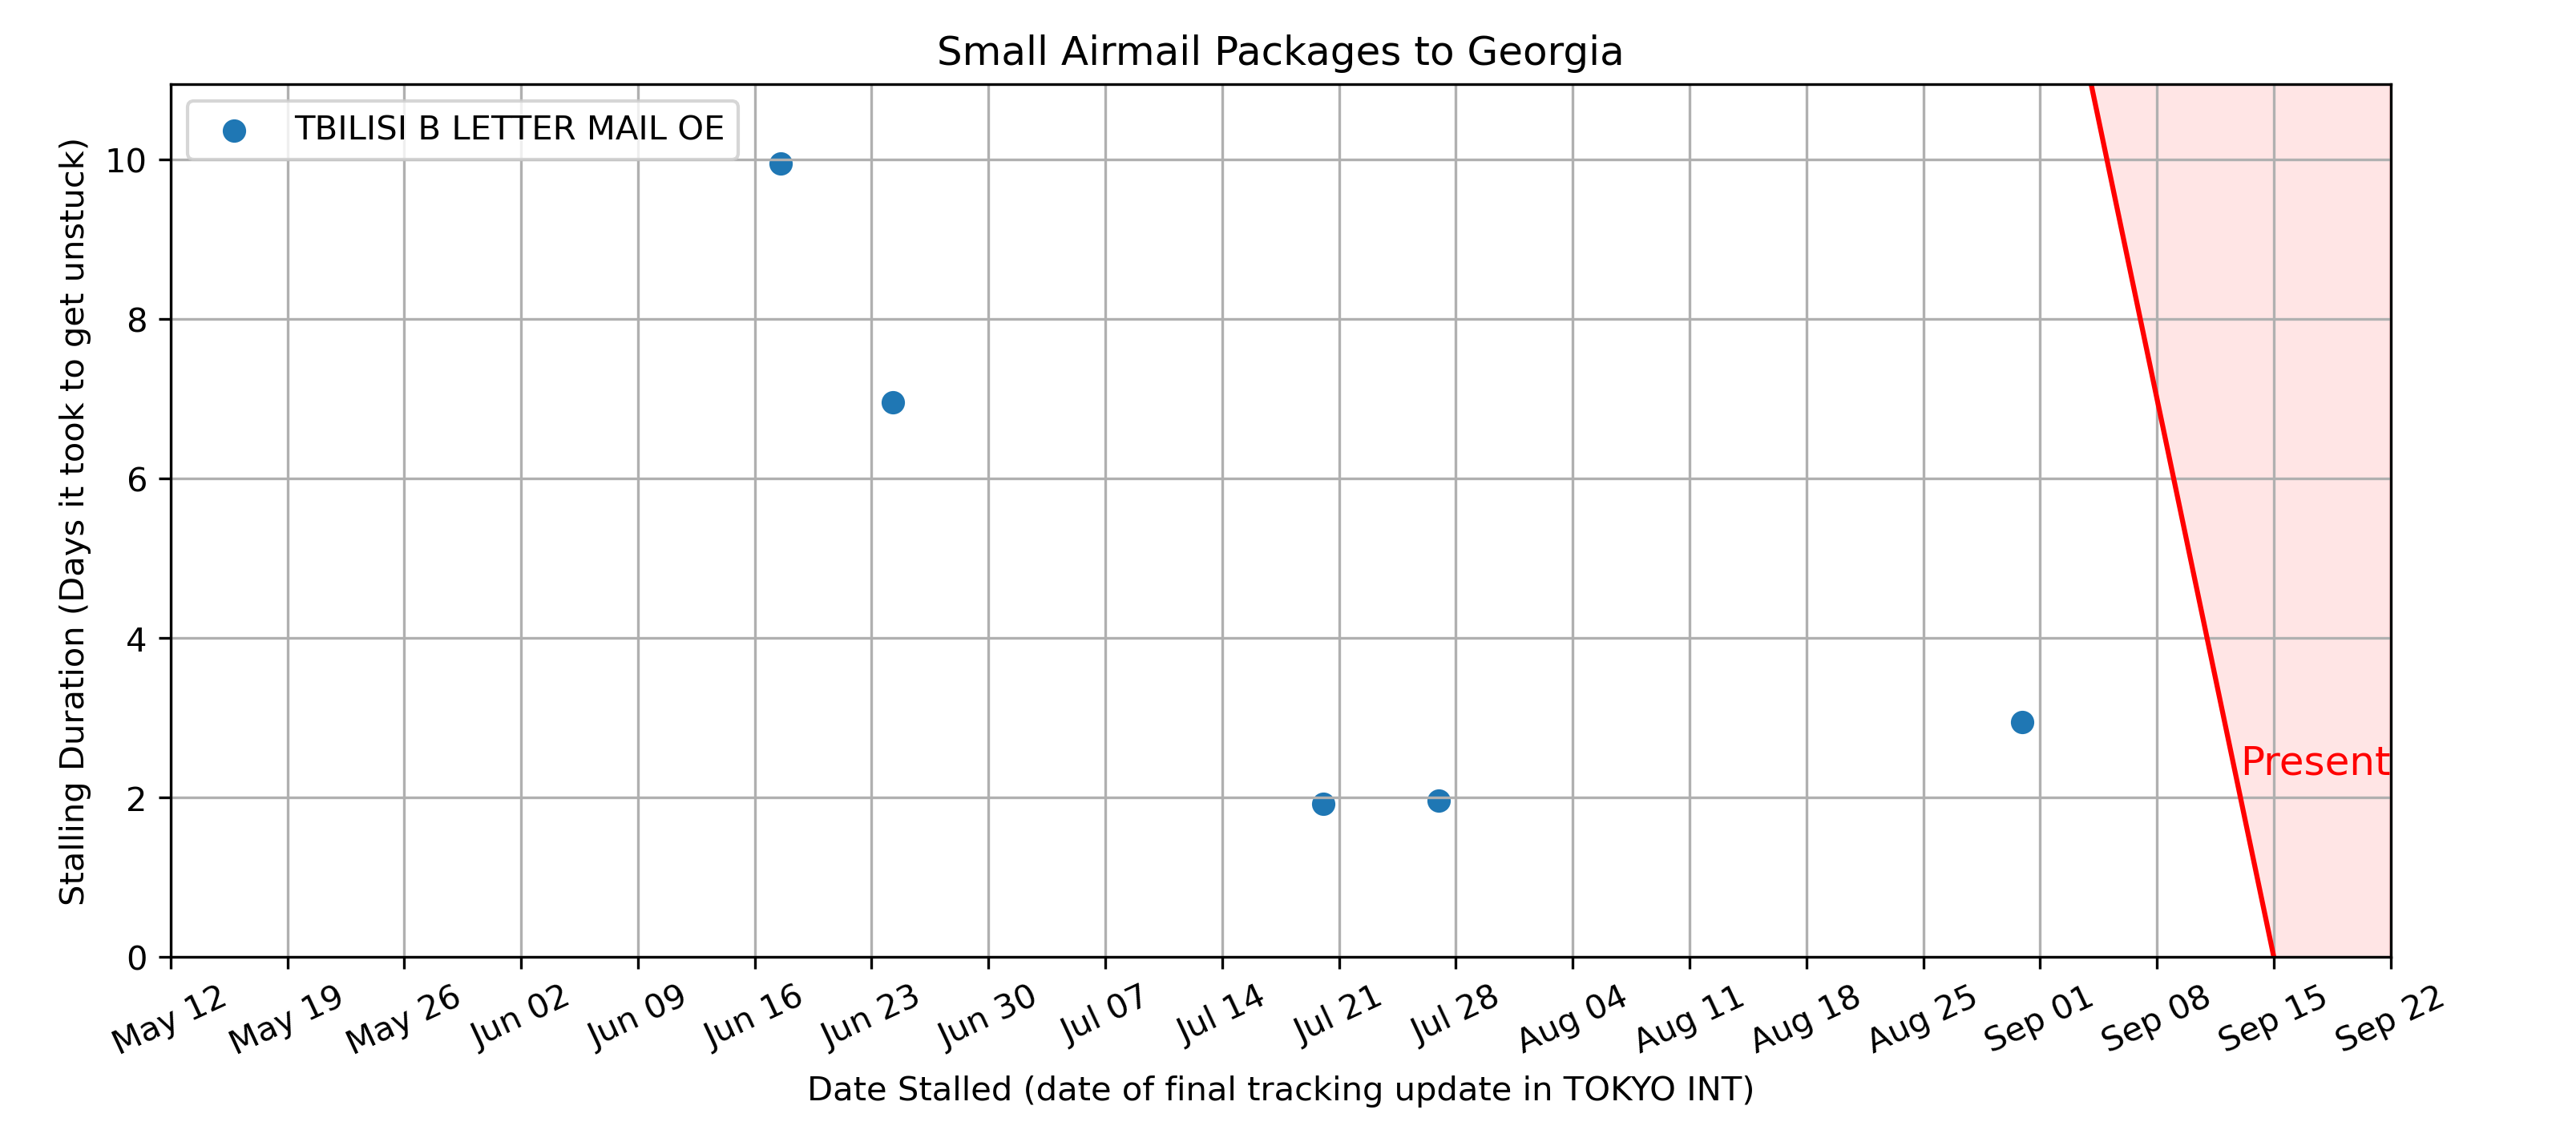 Small Airmail Packages to Georgia
TBILISI B LETTER MAIL OE
Stalling Duration (Days it took to get unstuck)
10
8
6
4
2
0
Present
May 12 May 19 May 26 Jun 02 Jun 09 Jun 16 Jun 23 Jun 30 Jul 07 Jul 14 Jul 21 Jul 28 Aug 04 Aug 11 Aug 18 Aug 25 Sep 01 Sep 08 Sep 15 Sep 22
Date Stalled (date of final tracking update in TOKYO INT)